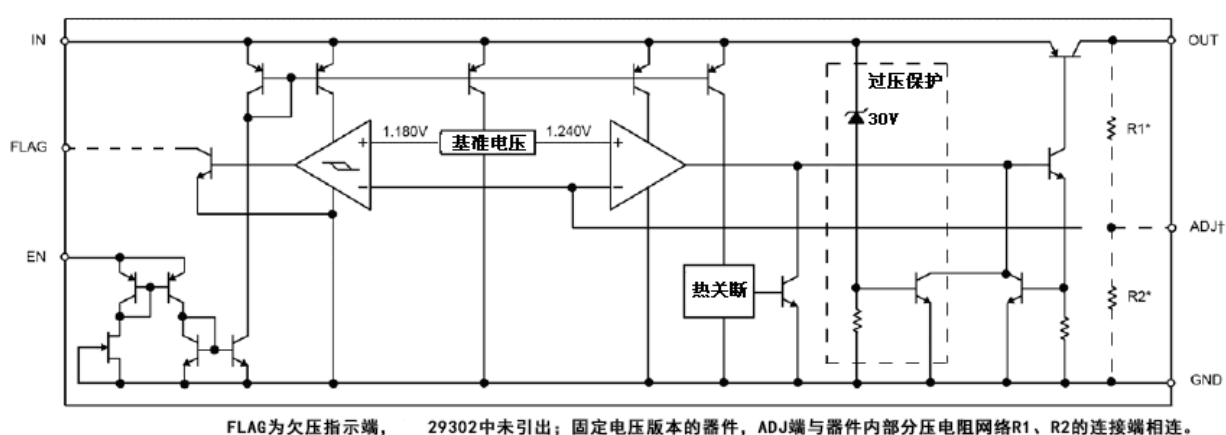 IN
OUT
过压保护
30V
R1*
FLAG
1.180V
基准电压
1.240V
+
+
−
−
ADJ†
EN
热关断
R2*
GND
FLAG为欠压指示端， 29302中未引出；固定电压版本的器件，ADJ端与器件内部分压电阻网络R1、R2的连接端相连。